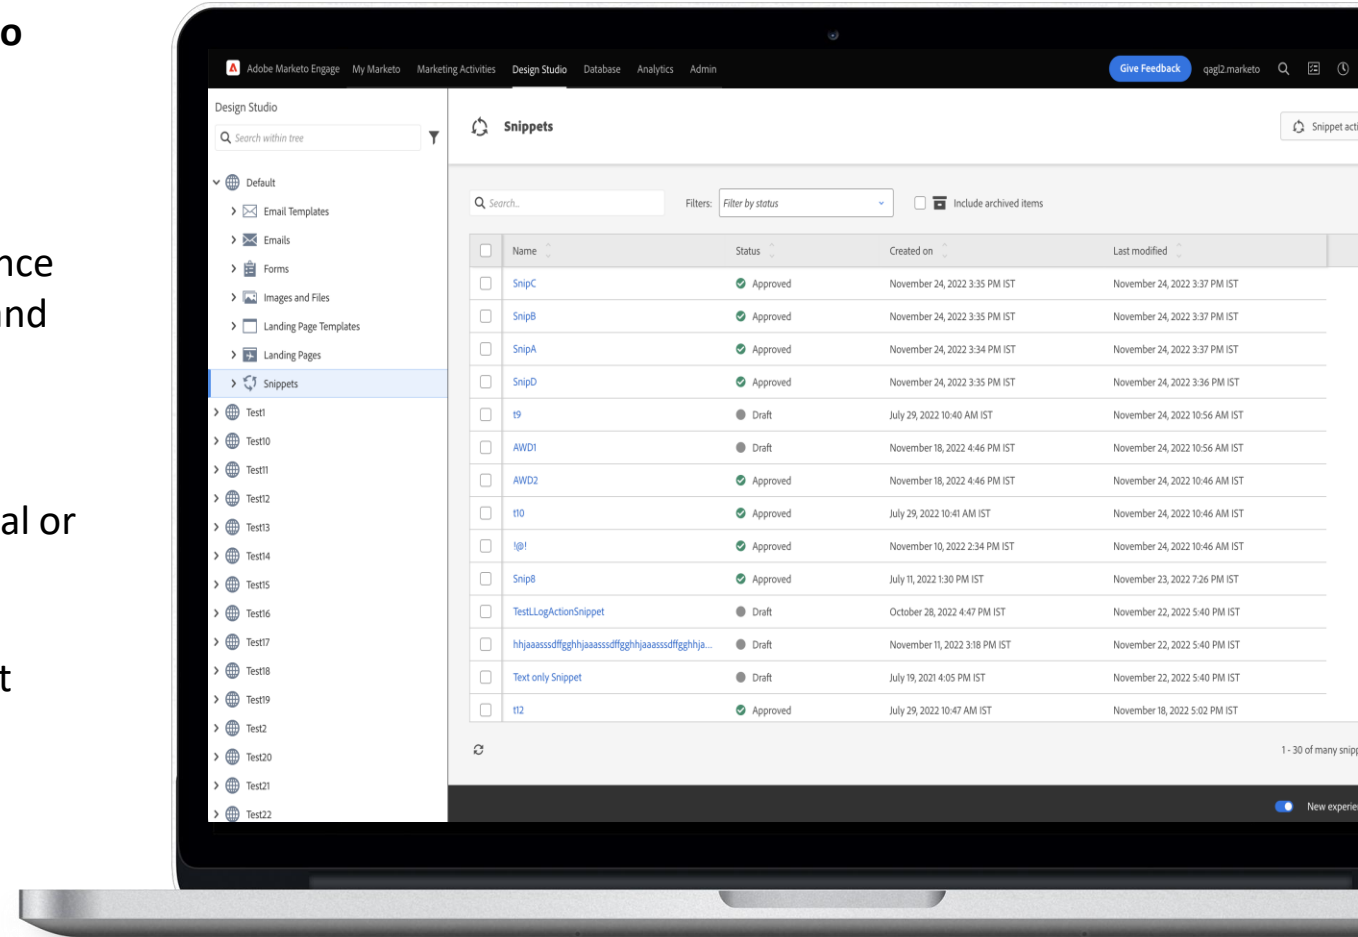 o
nce
and
al or
t
Adobe Marketo Engage My Marketo Marketing Activities Design Studio Database Analytics Admin Give Feedback qagl2.marketo
Design Studio
Search within tree
Default
Email Templates
Emails
Forms
Images and Files
Landing Page Templates
Landing Pages
Snippets
Test1
Test10
Test11
Test12
Test13
Test14
Test15
Test16
Test17
Test18
Test19
Test2
Test20
Test21
Test22
Snippets Snippet acti
Search... Filters: Filter by status Include archived items
Name Status Created on Last modified
SnipC Approved November 24, 2022 3:35 PM IST November 24, 2022 3:37 PM IST
SnipB Approved November 24, 2022 3:35 PM IST November 24, 2022 3:37 PM IST
SnipA Approved November 24, 2022 3:34 PM IST November 24, 2022 3:37 PM IST
SnipD Approved November 24, 2022 3:35 PM IST November 24, 2022 3:36 PM IST
t9 Draft July 29, 2022 10:40 AM IST November 24, 2022 10:56 AM IST
AWD1 Draft November 18, 2022 4:46 PM IST November 24, 2022 10:56 AM IST
AWD2 Approved November 18, 2022 4:46 PM IST November 24, 2022 10:46 AM IST
t10 Approved July 29, 2022 10:41 AM IST November 24, 2022 10:46 AM IST
!@! Approved November 10, 2022 2:34 PM IST November 24, 2022 10:46 AM IST
Snip8 Approved July 11, 2022 1:30 PM IST November 23, 2022 7:26 PM IST
TestLLogActionSnippet Draft October 28, 2022 4:47 PM IST November 22, 2022 5:40 PM IST
hhjaaasssdffgghhjaaasssdffgghhjaaasssdffgghhja... Draft November 11, 2022 3:18 PM IST November 22, 2022 5:40 PM IST
Text only Snippet Draft July 19, 2021 4:05 PM IST November 22, 2022 5:40 PM IST
t12 Approved July 29, 2022 10:47 AM IST November 18, 2022 5:02 PM IST
1 - 30 of many snipp
New experie